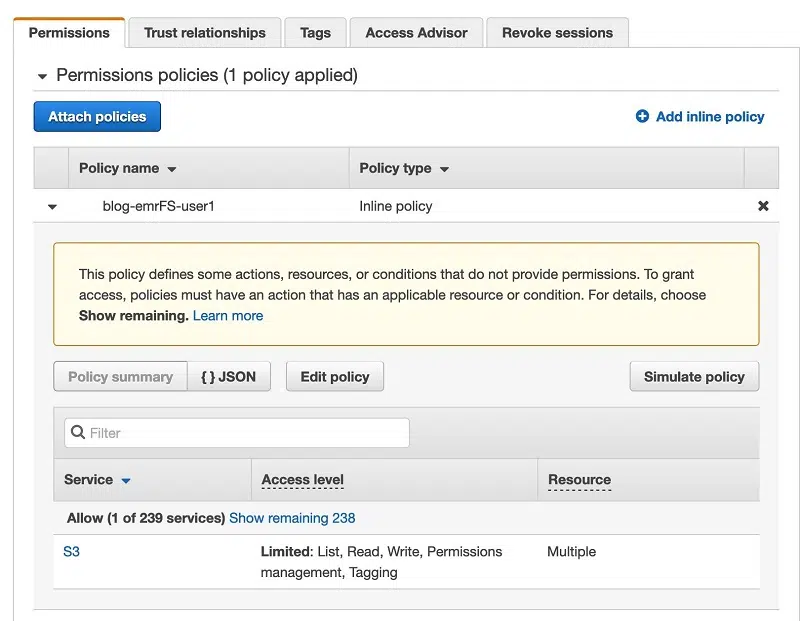 Permissions Trust relationships Tags Access Advisor Revoke sessions
Permissions policies (1 policy applied)
Attach policies Add inline policy
Policy name Policy type
blog-emrFS-user1 Inline policy
This policy defines some actions, resources, or conditions that do not provide permissions. To grant
access, policies must have an action that has an applicable resource or condition. For details, choose
Show remaining. Learn more
Policy summary { } JSON Edit policy Simulate policy
Filter
Service Access level Resource
Allow (1 of 239 services) Show remaining 238
S3 Limited: List, Read, Write, Permissions Multiple
management, Tagging